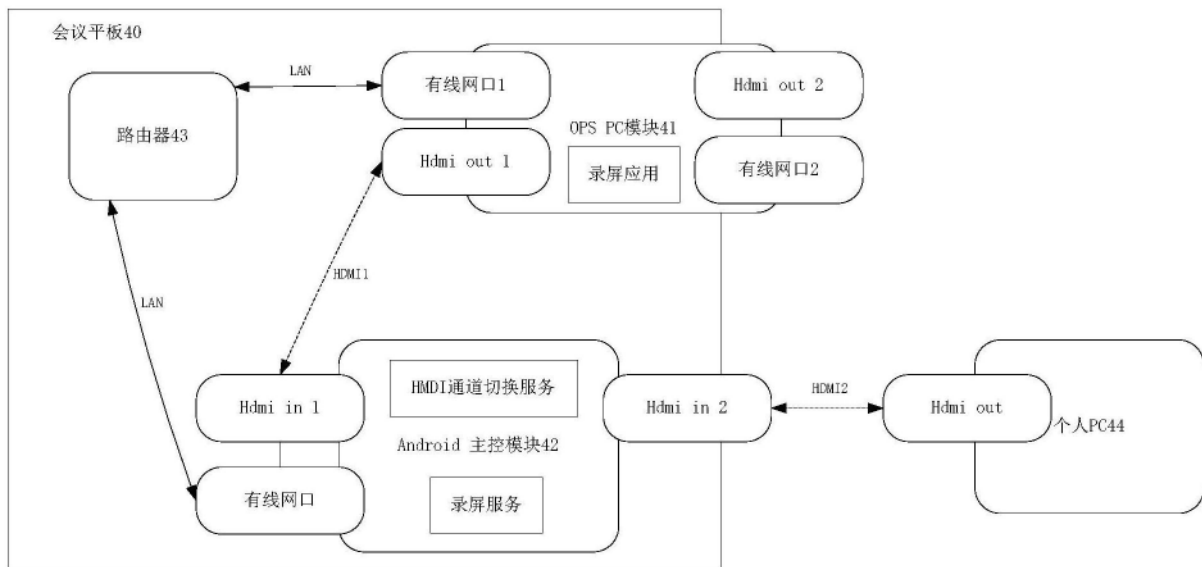 会议平板40
LAN
有线网口1
Hdmi out 2
路由器43
OPS PC模块41
Hdmi out 1
录屏应用
有线网口2
HDMI1
LAN
HMDI通道切换服务
HDMI2
Hdmi in 1
Hdmi in 2
Hdmi out
个人PC44
Android 主控模块42
有线网口
录屏服务